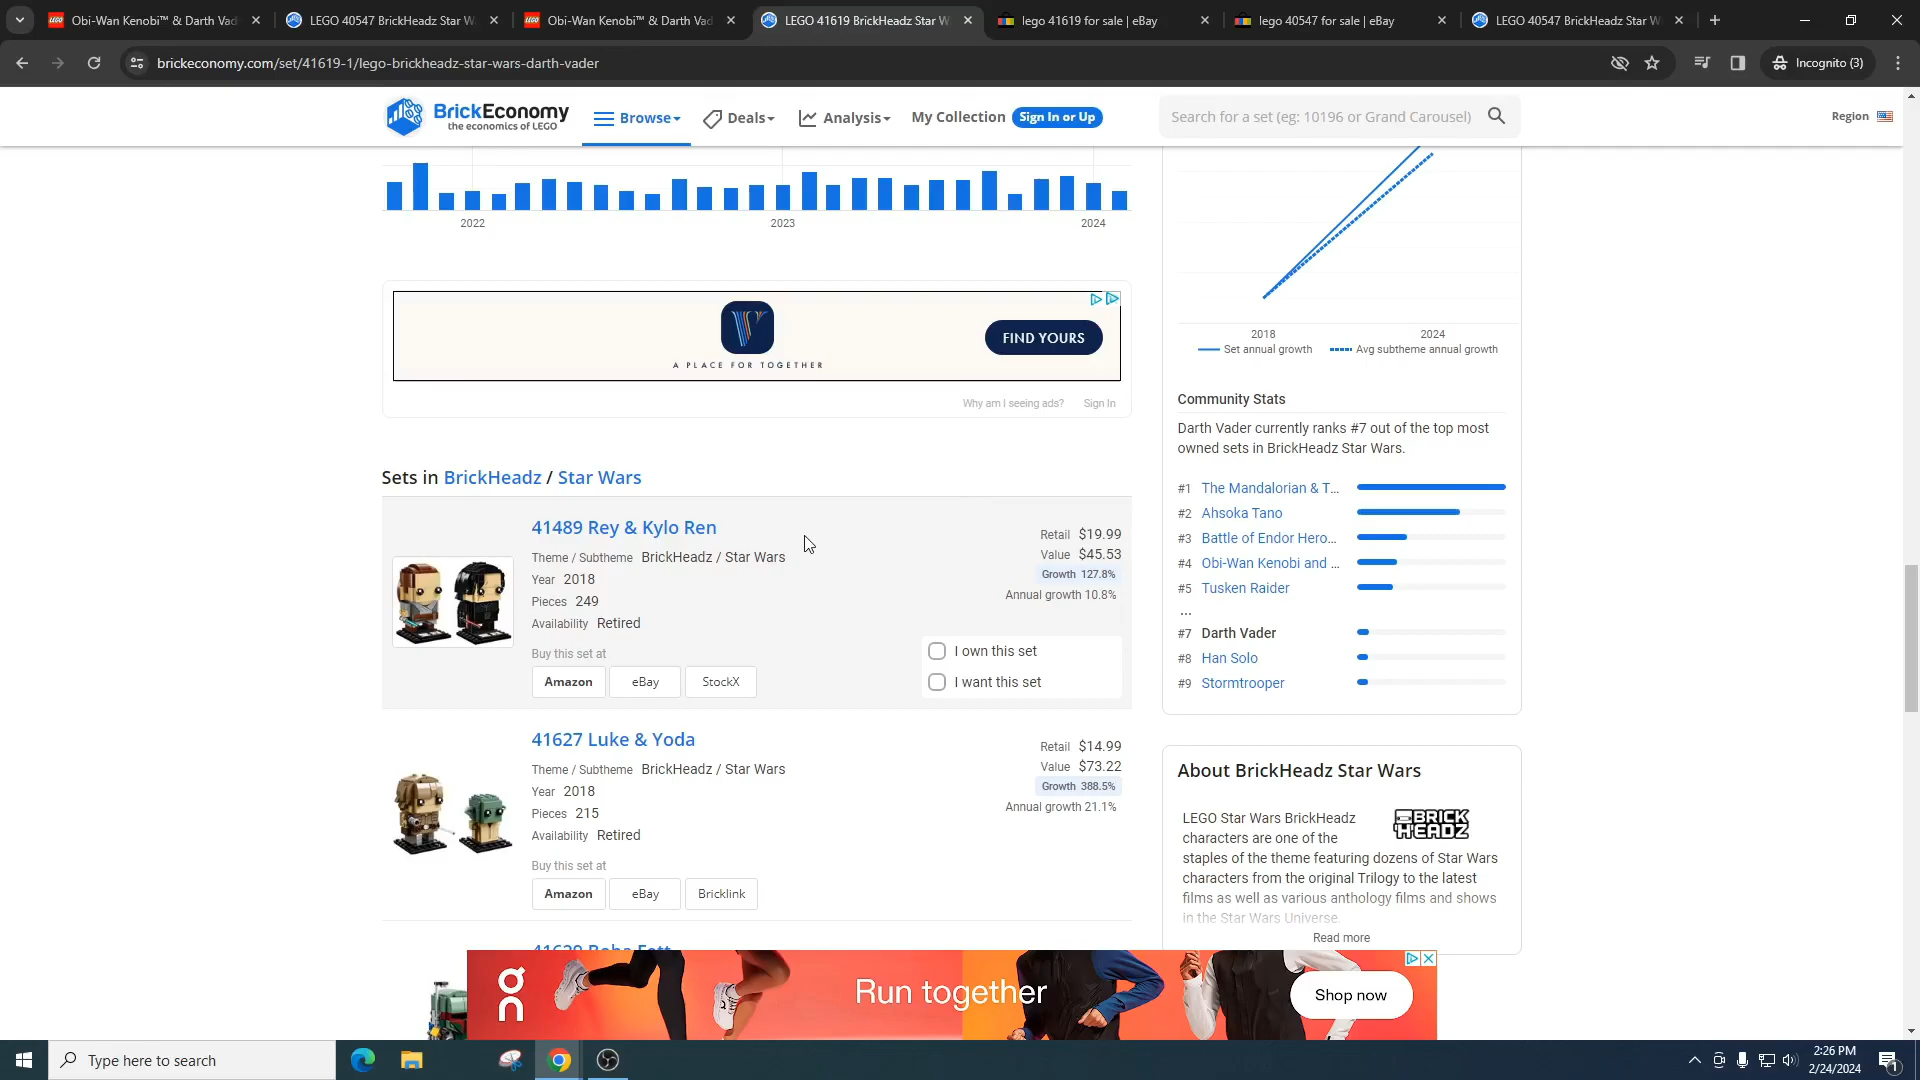 Obi-Wan Kenobi™ & Darth Vad
LEGO 40547 BrickHeadz Star W
Obi-Wan Kenobi™ & Darth Vad
LEGO 41619 BrickHeadz Star W
lego 41619 for sale | eBay
lego 40547 for sale | eBay
LEGO 40547 BrickHeadz Star W
brickeconomy.com/set/41619-1/lego-brickheadz-star-wars-darth-vader
Incognito (3)
BrickEconomy
the economics of LEGO
Browse
Deals
Analysis
My Collection
Sign In or Up
Search for a set (eg: 10196 or Grand Carousel)
Region
2022
2023
2024
A PLACE FOR TOGETHER
FIND YOURS
Why am I seeing ads?
Sign In
Sets in BrickHeadz / Star Wars
41489 Rey & Kylo Ren
Theme / Subtheme BrickHeadz / Star Wars
Year 2018
Pieces 249
Availability Retired
Buy this set at
Amazon
eBay
StockX
Retail $19.99
Value $45.53
Growth 127.8%
Annual growth 10.8%
I own this set
I want this set
41627 Luke & Yoda
Theme / Subtheme BrickHeadz / Star Wars
Year 2018
Pieces 215
Availability Retired
Buy this set at
Amazon
eBay
Bricklink
Retail $14.99
Value $73.22
Growth 388.5%
Annual growth 21.1%
41629 Boba Fett
2018
2024
Set annual growth
Avg subtheme annual growth
Community Stats
Darth Vader currently ranks #7 out of the top most
owned sets in BrickHeadz Star Wars.
#1 The Mandalorian & T...
#2 Ahsoka Tano
#3 Battle of Endor Hero...
#4 Obi-Wan Kenobi and ...
#5 Tusken Raider
...
#7 Darth Vader
#8 Han Solo
#9 Stormtrooper
About BrickHeadz Star Wars
BRICK
HEADZ
LEGO Star Wars BrickHeadz
characters are one of the
staples of the theme featuring dozens of Star Wars
characters from the original Trilogy to the latest
films as well as various anthology films and shows
in the Star Wars Universe.
Read more
Run together
Shop now
Type here to search
2:26 PM
2/24/2024
1